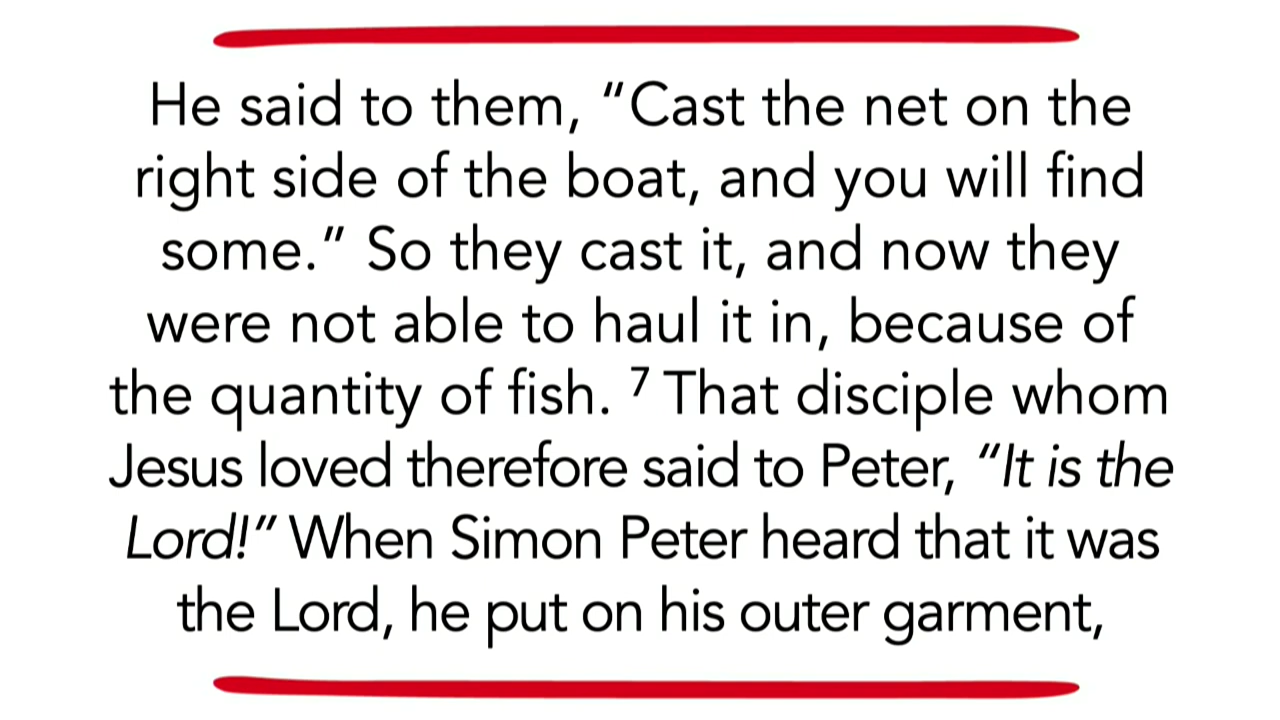 He said to them, “Cast the net on the
right side of the boat, and you will find
some.” So they cast it, and now they
were not able to haul it in, because of
the quantity of fish. ⁷ That disciple whom
Jesus loved therefore said to Peter, “It is the
Lord!” When Simon Peter heard that it was
the Lord, he put on his outer garment,